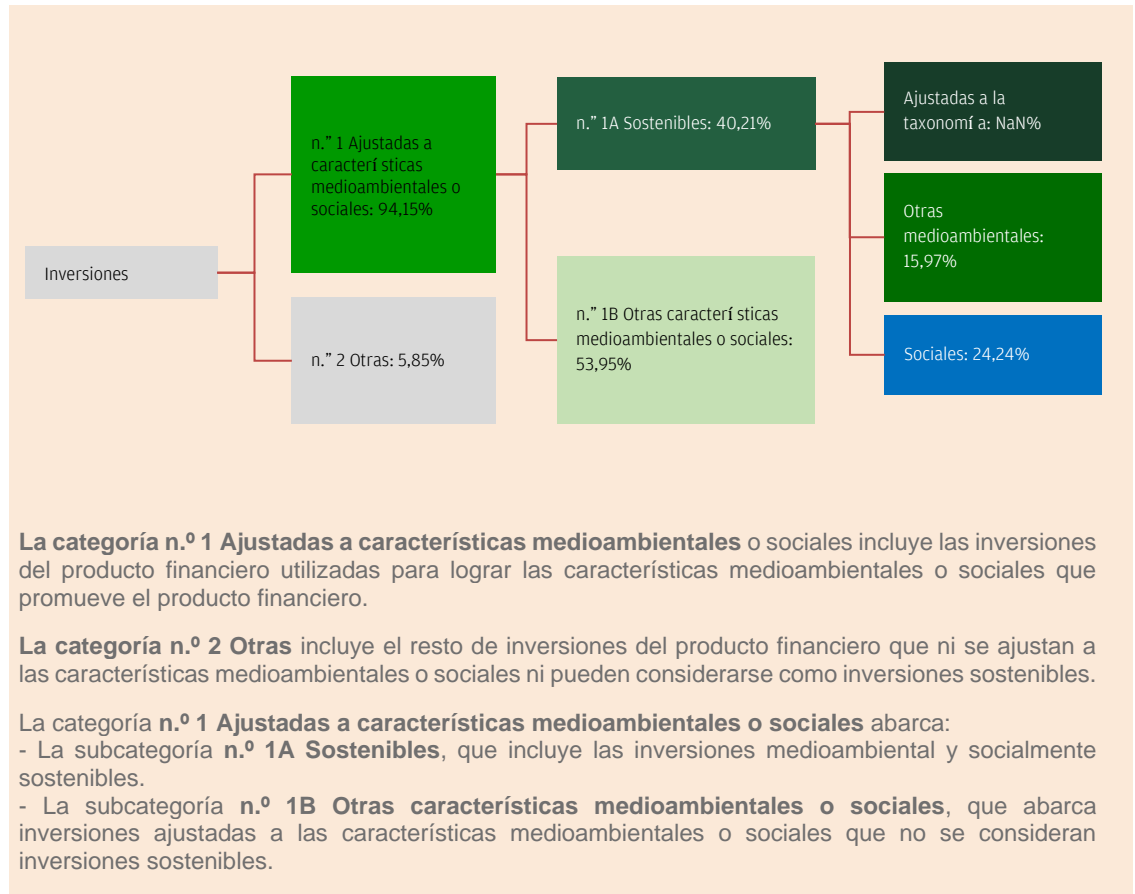 Inversiones
n.” 1 Ajustadas a
caracterí sticas
medioambientales o
sociales: 94,15%
n.” 2 Otras: 5,85%
n.” 1A Sostenibles: 40,21%
n.” 1B Otras caracterí sticas
medioambientales o sociales:
53,95%
Ajustadas a la
taxonomí a: NaN%
Otras
medioambientales:
15,97%
Sociales: 24,24%
La categoría n.º 1 Ajustadas a características medioambientales o sociales incluye las inversiones
del producto financiero utilizadas para lograr las características medioambientales o sociales que
promueve el producto financiero.
La categoría n.º 2 Otras incluye el resto de inversiones del producto financiero que ni se ajustan a
las características medioambientales o sociales ni pueden considerarse como inversiones sostenibles.
La categoría n.º 1 Ajustadas a características medioambientales o sociales abarca:
- La subcategoría n.º 1A Sostenibles, que incluye las inversiones medioambiental y socialmente
sostenibles.
- La subcategoría n.º 1B Otras características medioambientales o sociales, que abarca
inversiones ajustadas a las características medioambientales o sociales que no se consideran
inversiones sostenibles.